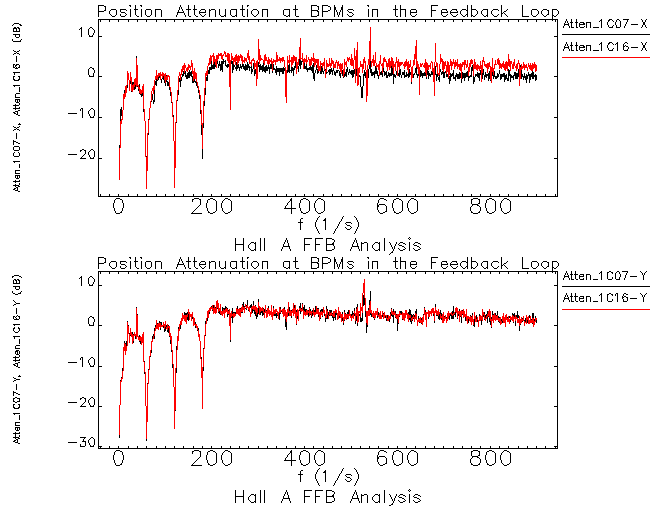 Position Attenuation at BPMs in the Feedback Loop
Atten_1C07-X
Atten_1C16-X
Atten_1C07-X, Atten_1C16-X (dB)
10
0
-10
-20
0 200 400 600 800
f (1/s)
Hall A FFB Analysis
Position Attenuation at BPMs in the Feedback Loop
Atten_1C07-Y
Atten_1C16-Y
Atten_1C07-Y, Atten_1C16-Y (dB)
10
0
-10
-20
-30
0 200 400 600 800
f (1/s)
Hall A FFB Analysis